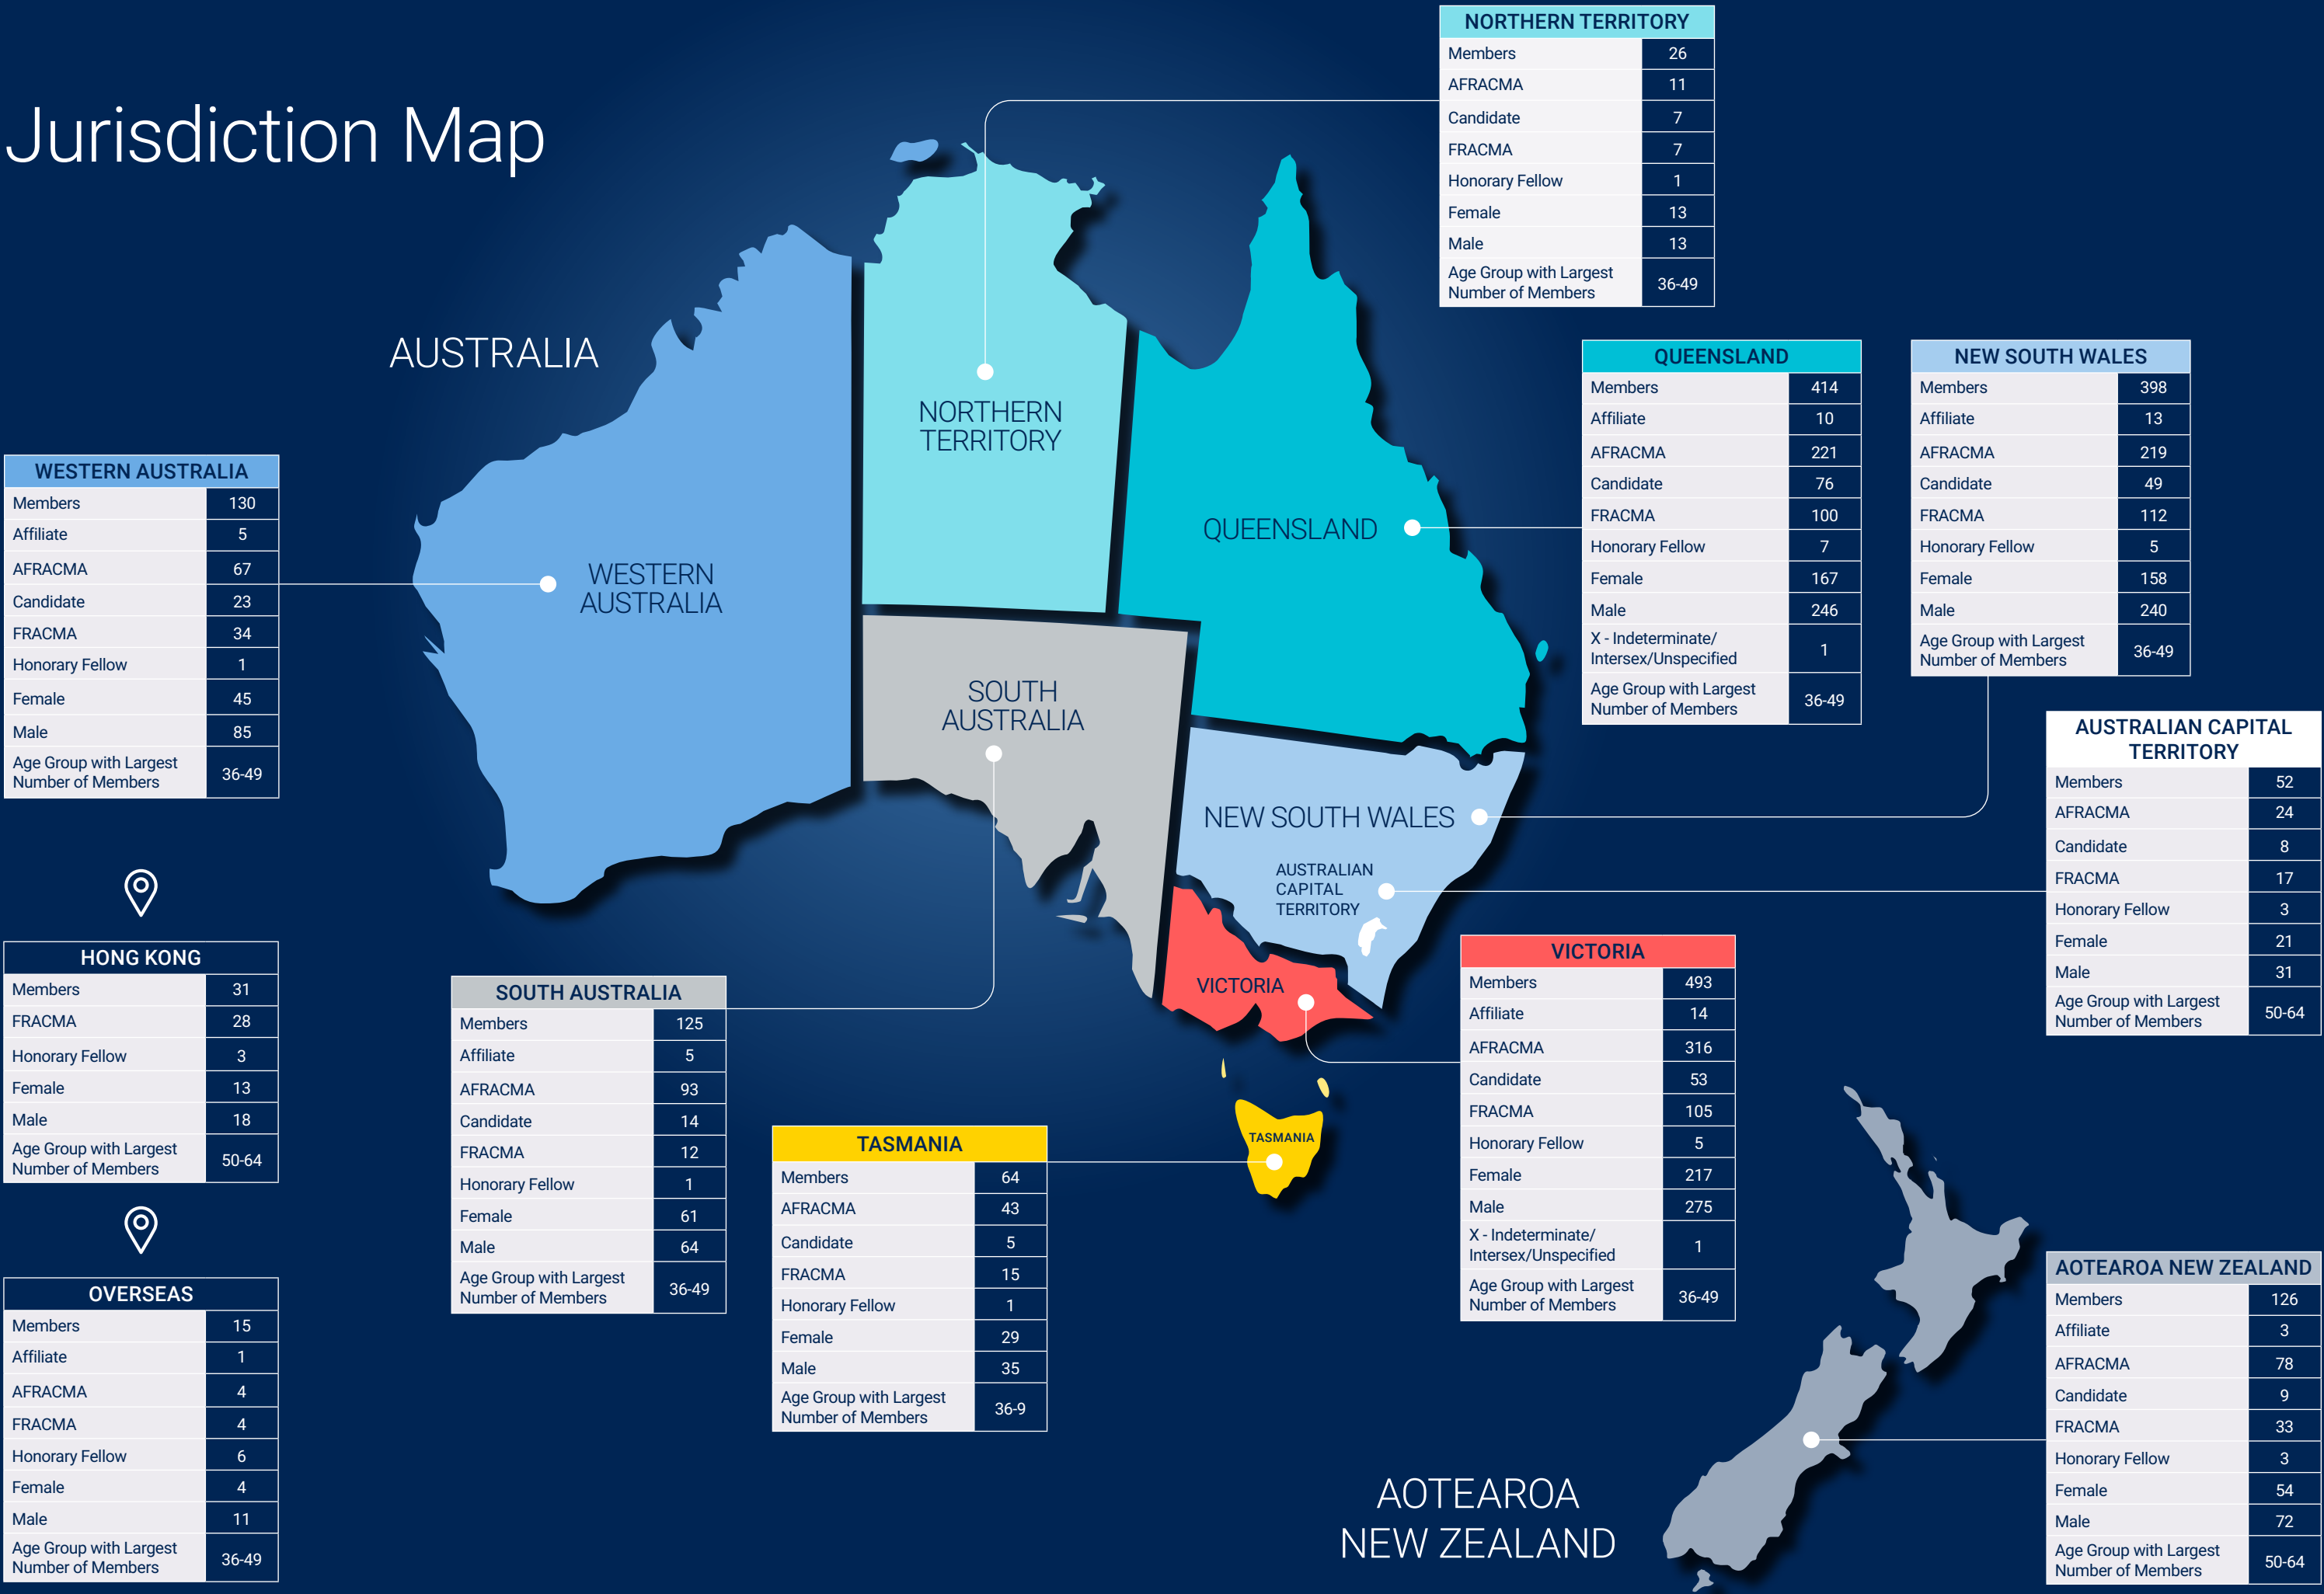 Jurisdiction Map
AUSTRALIA
NORTHERN TERRITORY
Members 26
AFRACMA 11
Candidate 7
FRACMA 7
Honorary Fellow 1
Female 13
Male 13
Age Group with Largest
Number of Members 36-49
QUEENSLAND
Members 414
Affiliate 10
AFRACMA 221
Candidate 76
FRACMA 100
Honorary Fellow 7
Female 167
Male 246
X - Indeterminate/
Intersex/Unspecified 1
Age Group with Largest
Number of Members 36-49
NEW SOUTH WALES
Members 398
Affiliate 13
AFRACMA 219
Candidate 49
FRACMA 112
Honorary Fellow 5
Female 158
Male 240
Age Group with Largest
Number of Members 36-49
WESTERN AUSTRALIA
Members 130
Affiliate 5
AFRACMA 67
Candidate 23
FRACMA 34
Honorary Fellow 1
Female 45
Male 85
Age Group with Largest
Number of Members 36-49
NORTHERN
TERRITORY
QUEENSLAND
WESTERN
AUSTRALIA
SOUTH
AUSTRALIA
NEW SOUTH WALES
AUSTRALIAN
CAPITAL
TERRITORY
VICTORIA
TASMANIA
AUSTRALIAN CAPITAL
TERRITORY
Members 52
AFRACMA 24
Candidate 8
FRACMA 17
Honorary Fellow 3
Female 21
Male 31
Age Group with Largest
Number of Members 50-64
HONG KONG
Members 31
FRACMA 28
Honorary Fellow 3
Female 13
Male 18
Age Group with Largest
Number of Members 50-64
SOUTH AUSTRALIA
Members 125
Affiliate 5
AFRACMA 93
Candidate 14
FRACMA 12
Honorary Fellow 1
Female 61
Male 64
Age Group with Largest
Number of Members 36-49
VICTORIA
Members 493
Affiliate 14
AFRACMA 316
Candidate 53
FRACMA 105
Honorary Fellow 5
Female 217
Male 275
X - Indeterminate/
Intersex/Unspecified 1
Age Group with Largest
Number of Members 36-49
TASMANIA
Members 64
AFRACMA 43
Candidate 5
FRACMA 15
Honorary Fellow 1
Female 29
Male 35
Age Group with Largest
Number of Members 36-9
OVERSEAS
Members 15
Affiliate 1
AFRACMA 4
FRACMA 4
Honorary Fellow 6
Female 4
Male 11
Age Group with Largest
Number of Members 36-49
AOTEAROA NEW ZEALAND
Members 126
Affiliate 3
AFRACMA 78
Candidate 9
FRACMA 33
Honorary Fellow 3
Female 54
Male 72
Age Group with Largest
Number of Members 50-64
AOTEAROA
NEW ZEALAND